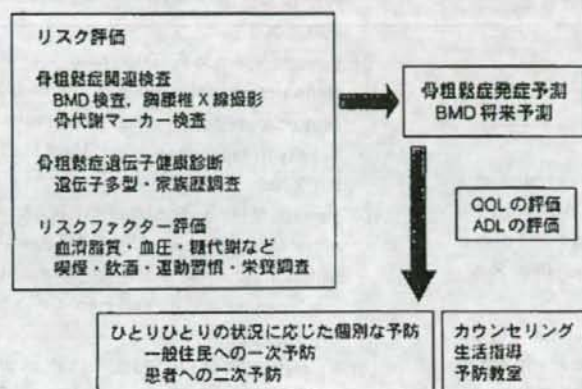 リスク評価
骨粗鬆症関連検査
BMD検査，胸腰椎X線撮影
骨代謝マーカー検査
骨粗鬆症遺伝子健康診断
遺伝子多型・家族歴調査
リスクファクター評価
血清脂質・血圧・糖代謝など
喫煙・飲酒・運動習慣・栄養調査
骨粗鬆症発症予測
BMD将来予測
QOLの評価
ADLの評価
ひとりひとりの状況に応じた個別な予防
一般住民への一次予防
患者への二次予防
カウンセリング
生活指導
予防教室